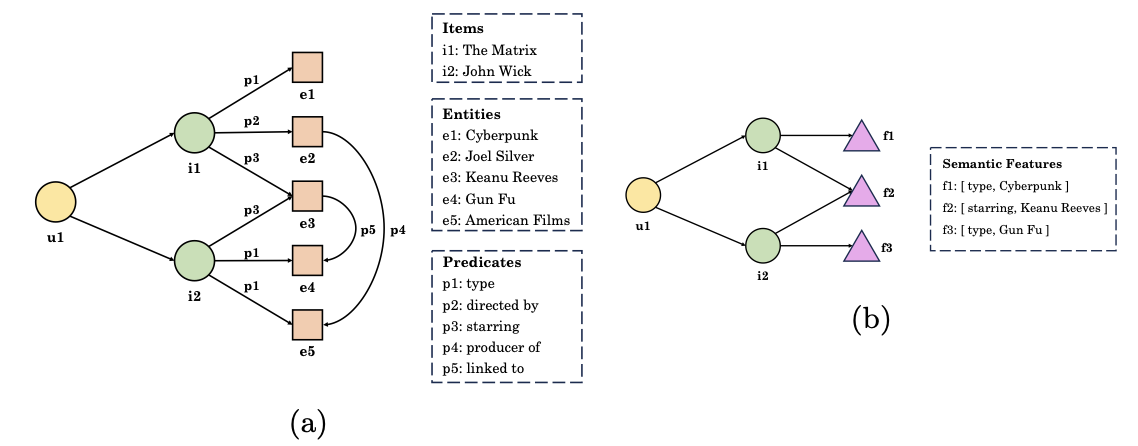 p1
e1
p2
e2
i1
p3
e3
u1
p3
p5
p4
p1
e4
i2
p1
e5
(a)
Items
i1: The Matrix
i2: John Wick
Entities
e1: Cyberpunk
e2: Joel Silver
e3: Keanu Reeves
e4: Gun Fu
e5: American Films
Predicates
p1: type
p2: directed by
p3: starring
p4: producer of
p5: linked to
f1
i1
f2
u1
f3
i2
(b)
Semantic Features
f1: [ type, Cyberpunk ]
f2: [ starring, Keanu Reeves ]
f3: [ type, Gun Fu ]